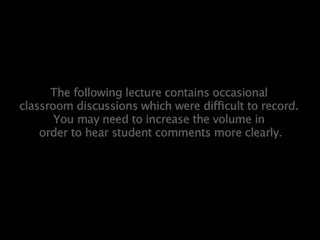 The following lecture contains occasional
classroom discussions which were difficult to record.
You may need to increase the volume in
order to hear student comments more clearly.